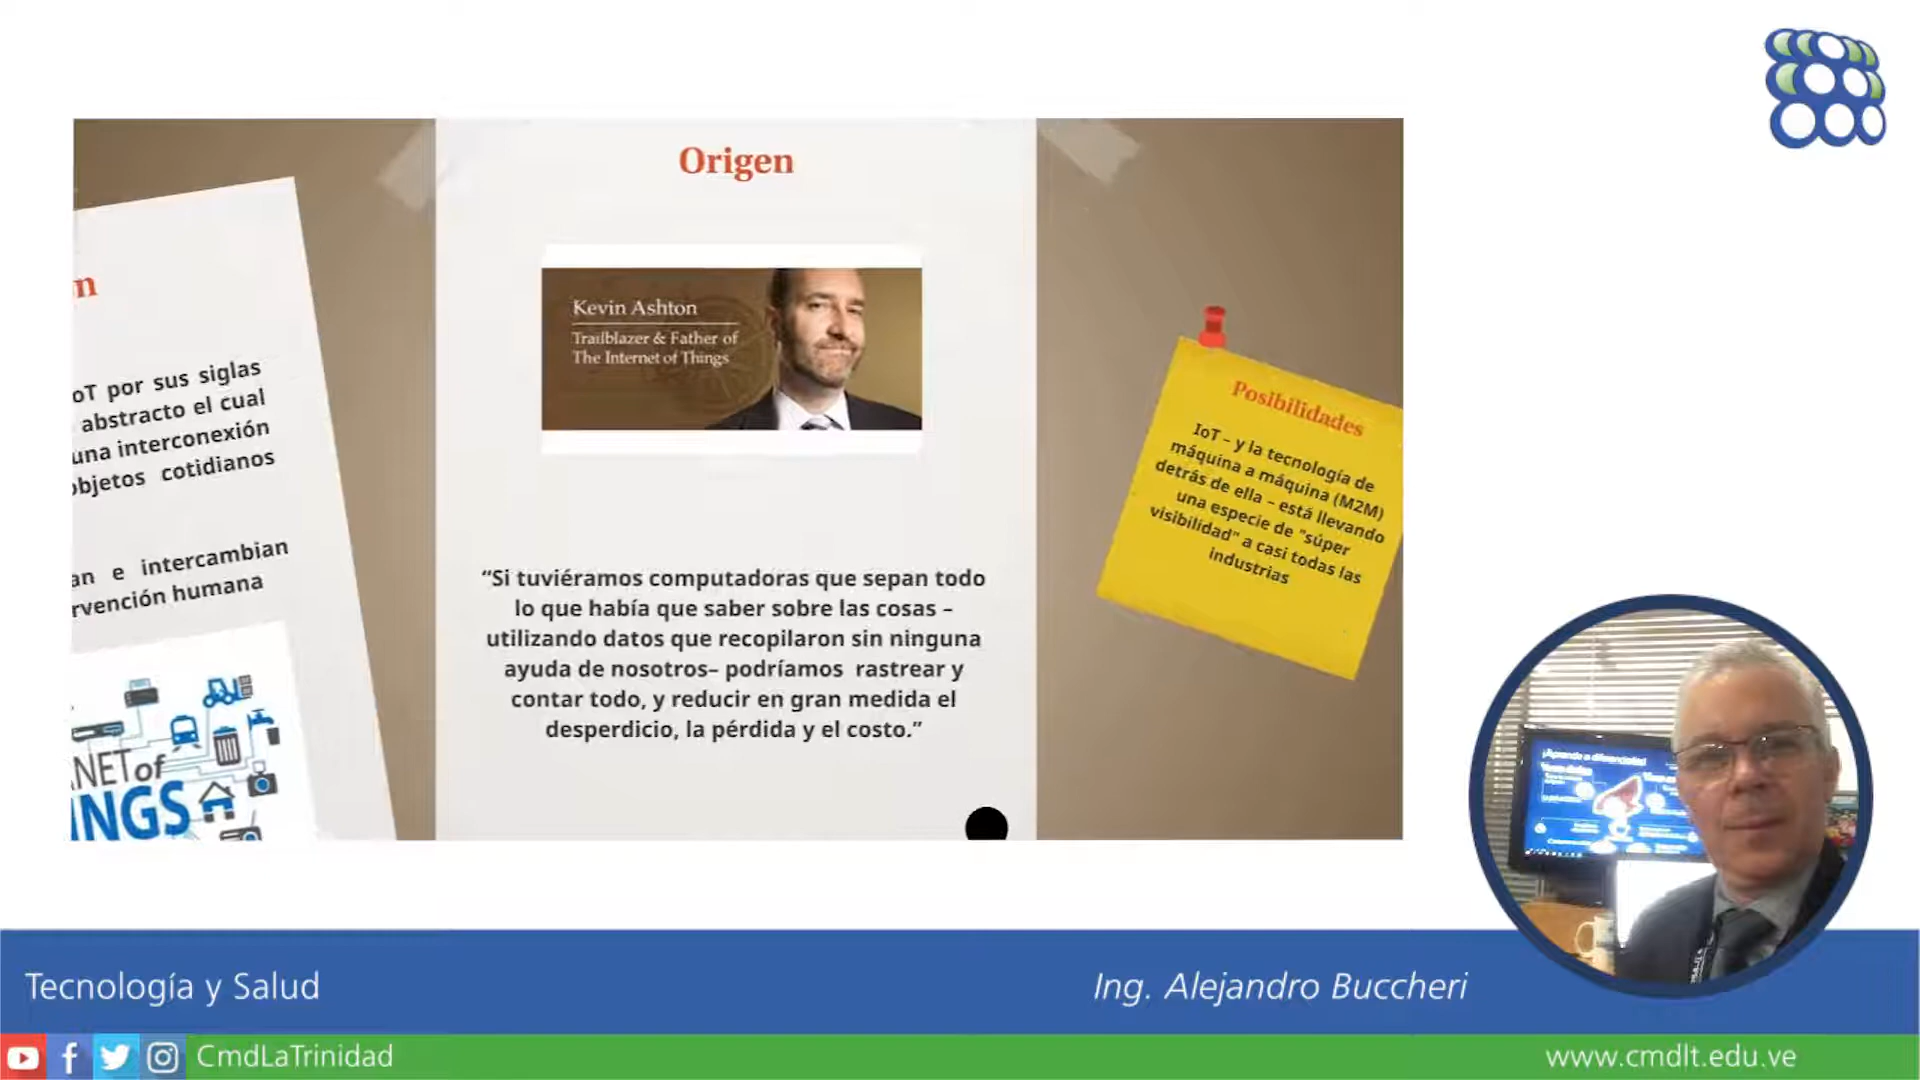 Origen
Kevin Ashton
Trailblazer & Father of
The Internet of Things
“Si tuviéramos computadoras que sepan todo
lo que había que saber sobre las cosas –
utilizando datos que recopilaron sin ninguna
ayuda de nosotros– podríamos rastrear y
contar todo, y reducir en gran medida el
desperdicio, la pérdida y el costo.”
n
oT por sus siglas
abstracto el cual
una interconexión
objetos cotidianos
an e intercambian
rvención humana
NET of
INGS
Posibilidades
IoT – y la tecnología de
máquina a máquina (M2M)
detrás de ella – está llevando
una especie de "súper
visibilidad" a casi todas las
industrias
¡Aprende a diferenciarlos!
Tecnología y Salud
Ing. Alejandro Buccheri
CmdLaTrinidad
www.cmdlt.edu.ve